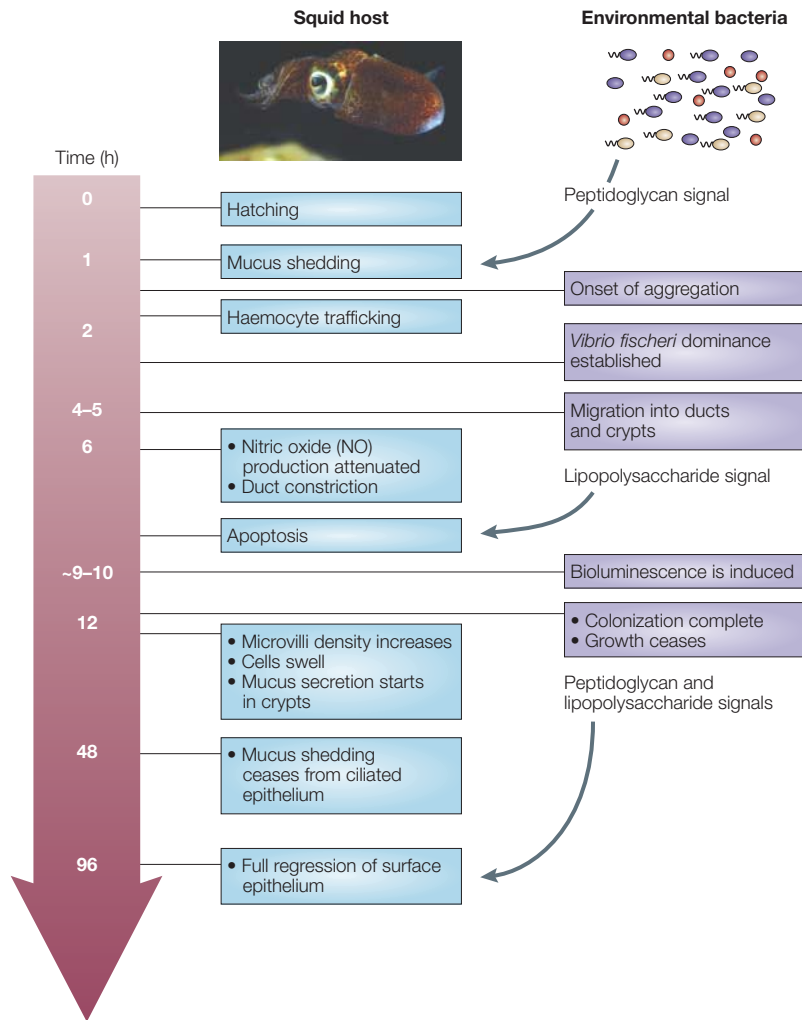 Squid host
Environmental bacteria
Time (h)
0
Peptidoglycan signal
Hatching
1
Mucus shedding
Onset of aggregation
Haemocyte trafficking
2
Vibrio fischeri dominance
established
4–5
Migration into ducts
and crypts
6
• Nitric oxide (NO)
production attenuated
• Duct constriction
Lipopolysaccharide signal
Apoptosis
~9–10
Bioluminescence is induced
12
• Colonization complete
• Growth ceases
• Microvilli density increases
• Cells swell
• Mucus secretion starts
in crypts
Peptidoglycan and
lipopolysaccharide signals
48
• Mucus shedding
ceases from ciliated
epithelium
96
• Full regression of surface
epithelium